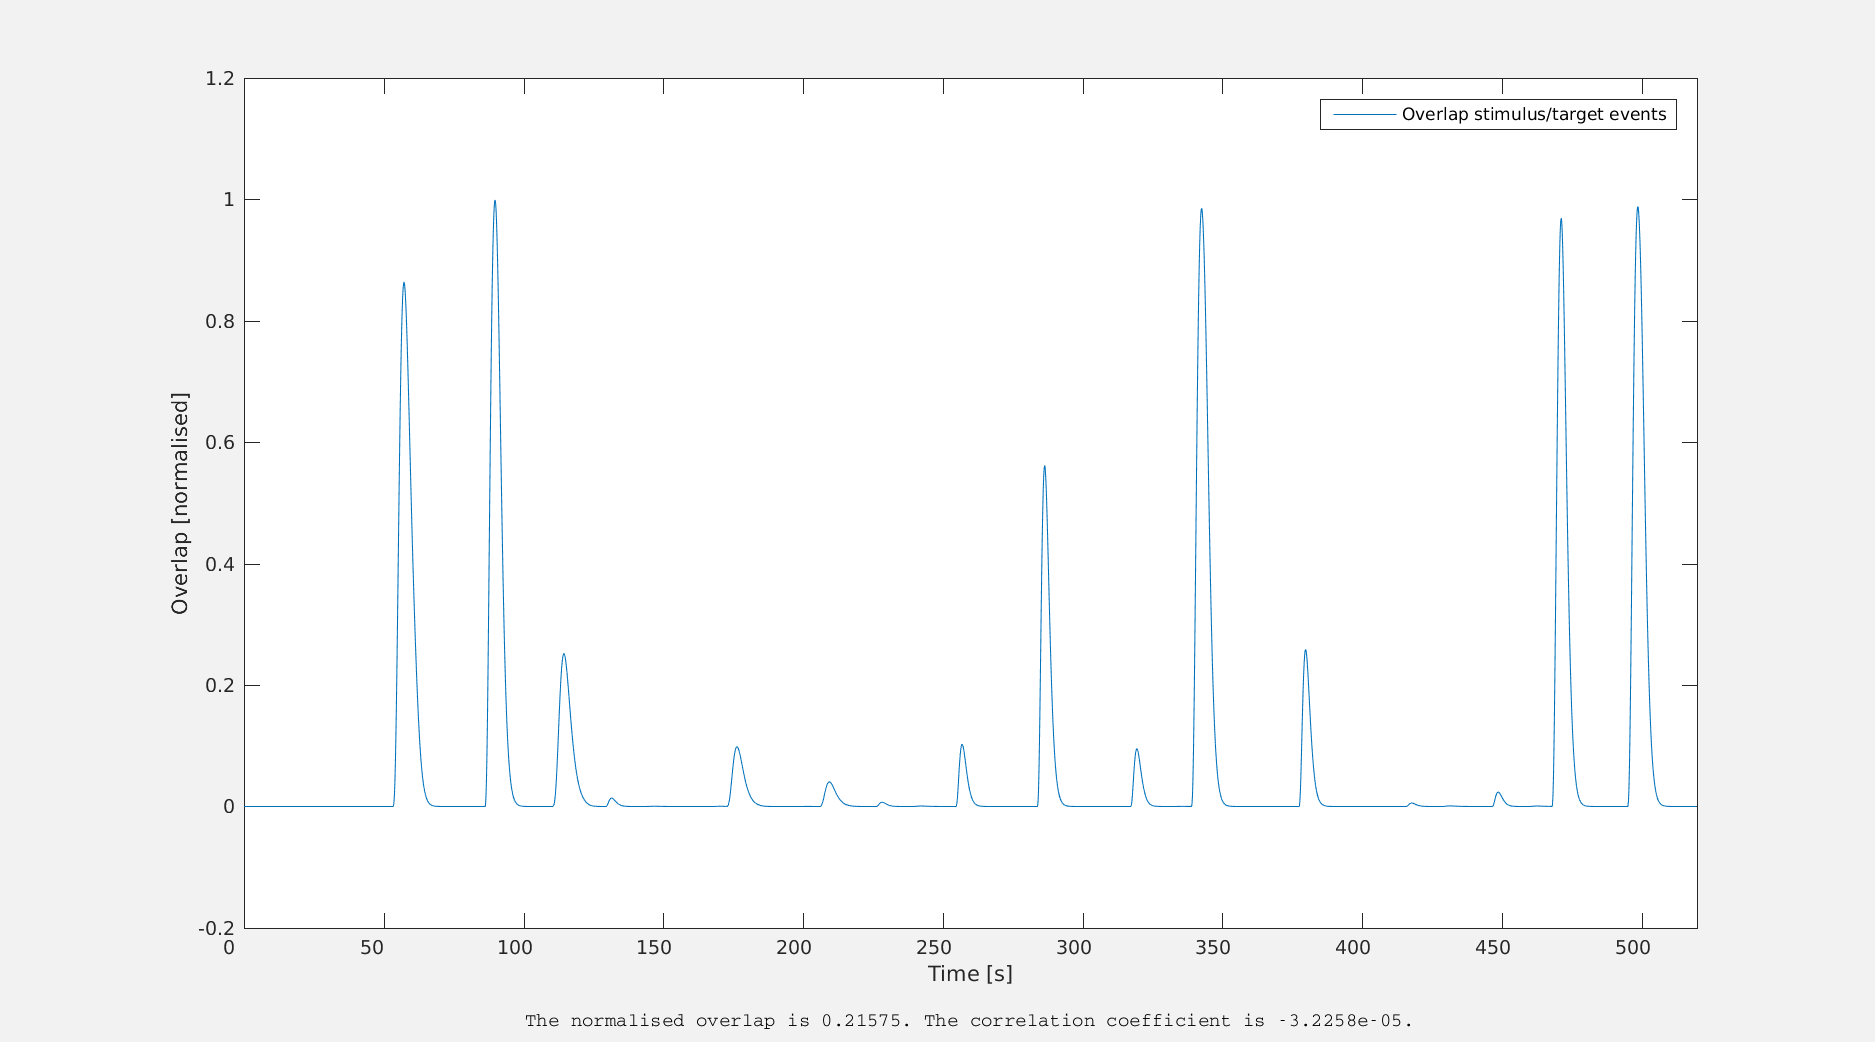 1.2
Overlap stimulus/target events
1
0.8
0.6
0.4
0.2
0
-0.2
Overlap [normalised]
0 50 100 150 200 250 300 350 400 450 500
Time [s]
The normalised overlap is 0.21575. The correlation coefficient is -3.2258e-05.